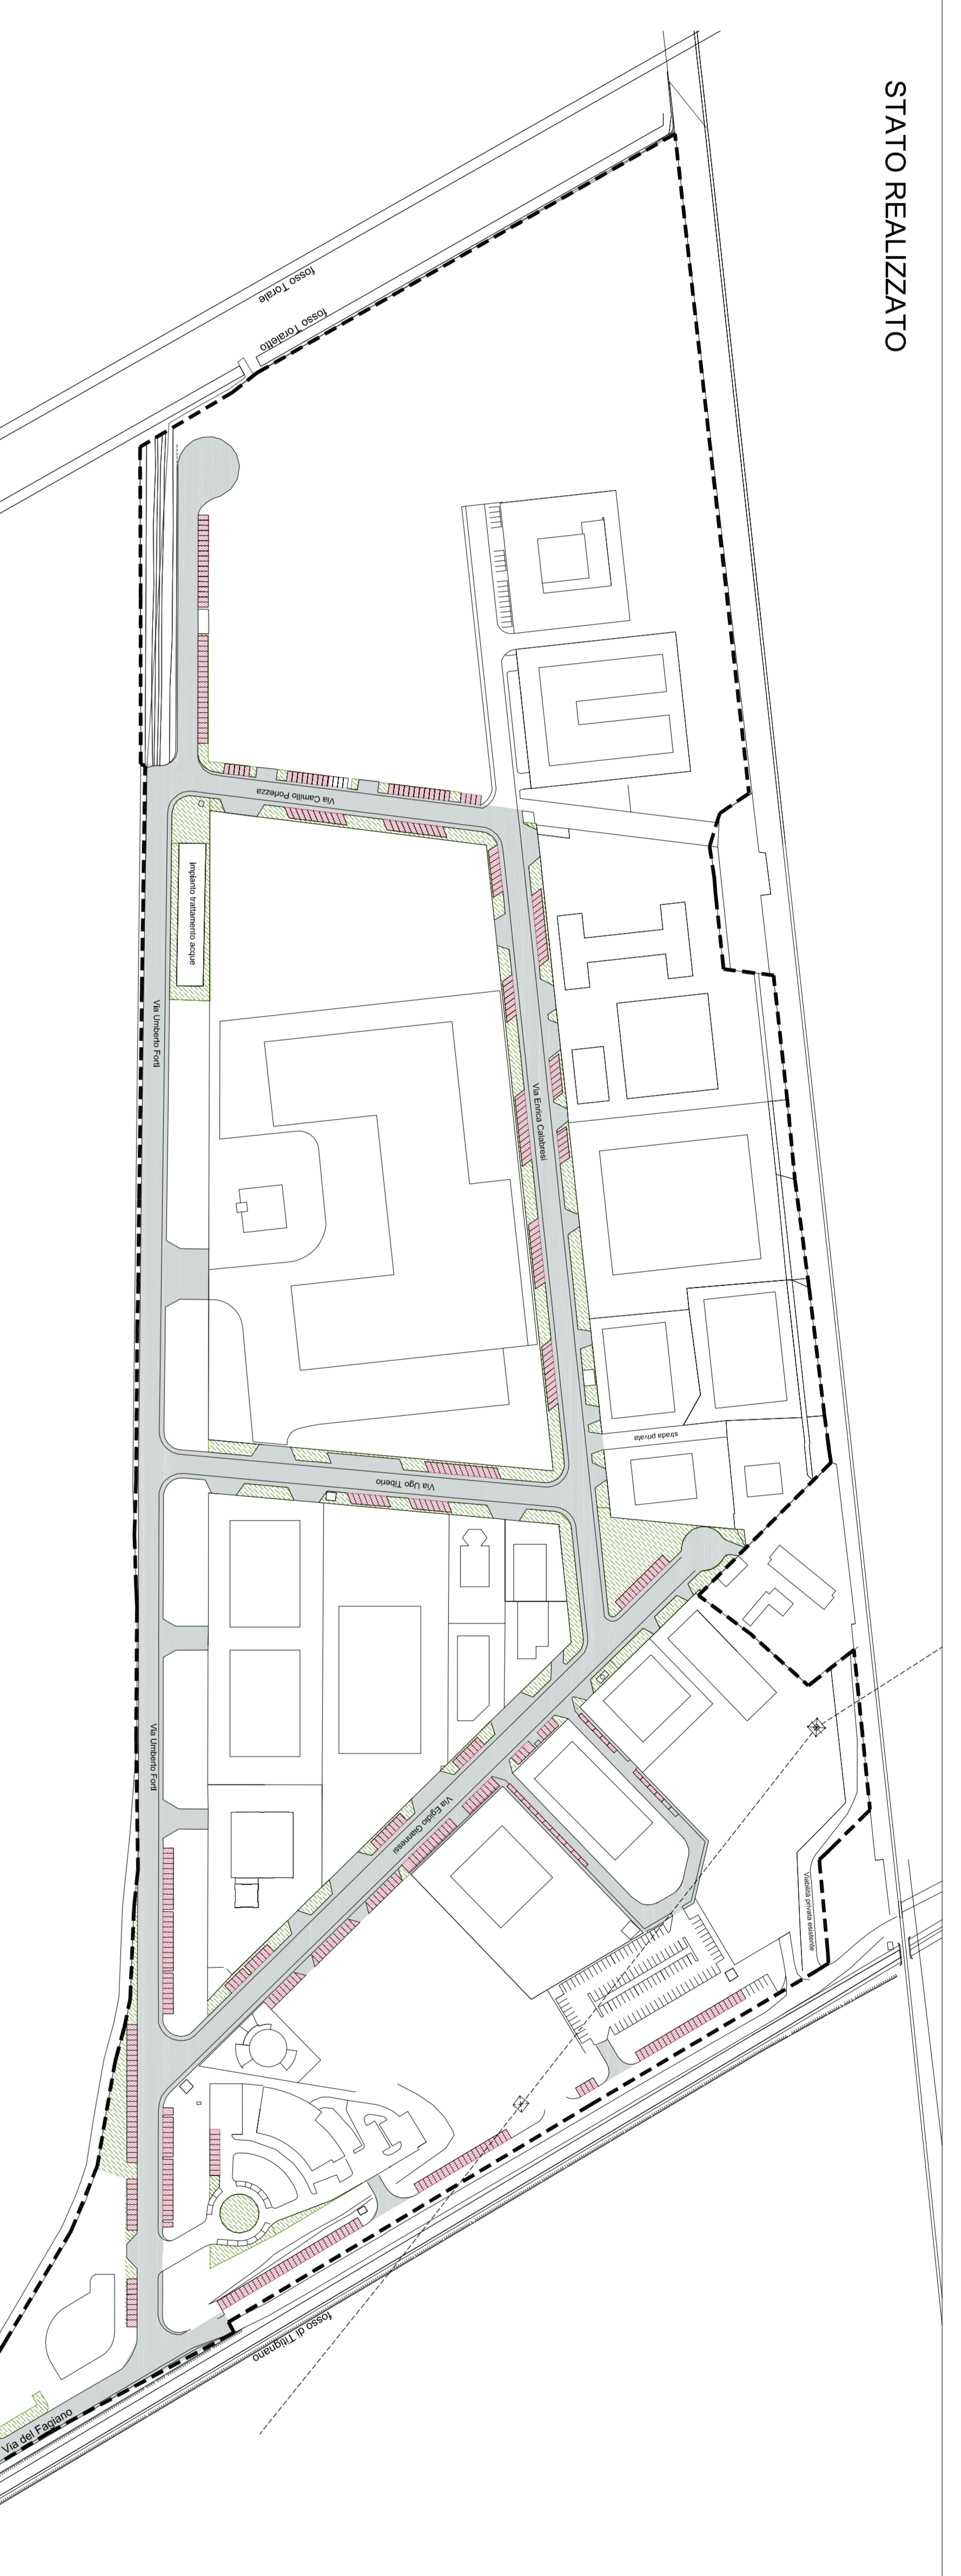 STATO REALIZZATO
fosso Torale
fosso Toraletto
Via Camillo Porlezza
impianto trattamento acque
Via Umberto Forti
Via Enrica Calabresi
strada privata
Via Ugo Tiberio
Via Umberto Forti
Via Egidio Giannessi
Viabilità privata esistente
fosso di Titignano
Via del Fagiano